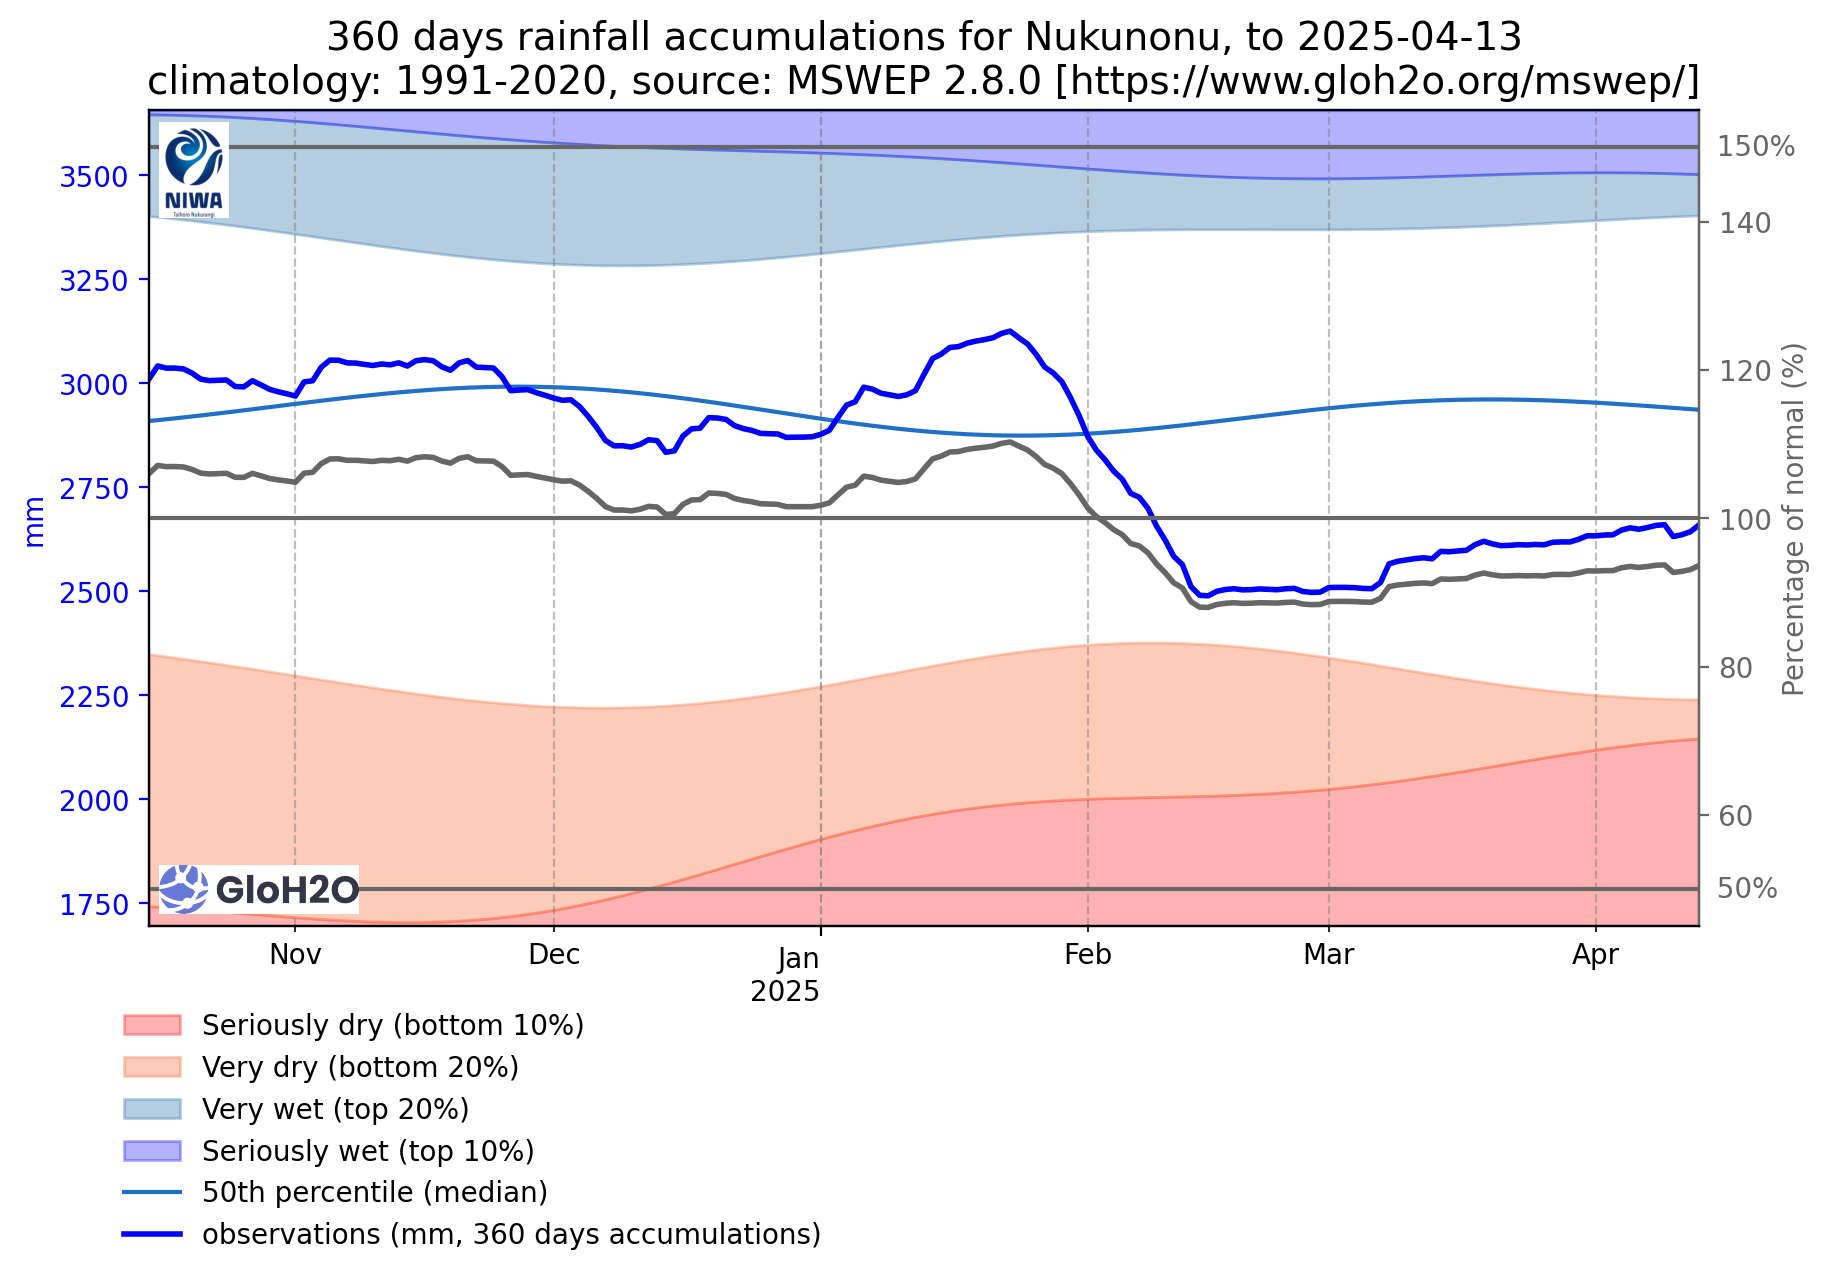 360 days rainfall accumulations for Nukunonu, to 2025-04-13
climatology: 1991-2020, source: MSWEP 2.8.0 [https://www.gloh2o.org/mswep/]
NIWA
Taihoro Nukurangi
3500
3250
3000
2750
2500
2250
2000
1750
mm
150%
140
120
100
80
60
50%
Percentage of normal (%)
GloH2O
Nov
Dec
Jan
2025
Feb
Mar
Apr
Seriously dry (bottom 10%)
Very dry (bottom 20%)
Very wet (top 20%)
Seriously wet (top 10%)
50th percentile (median)
observations (mm, 360 days accumulations)